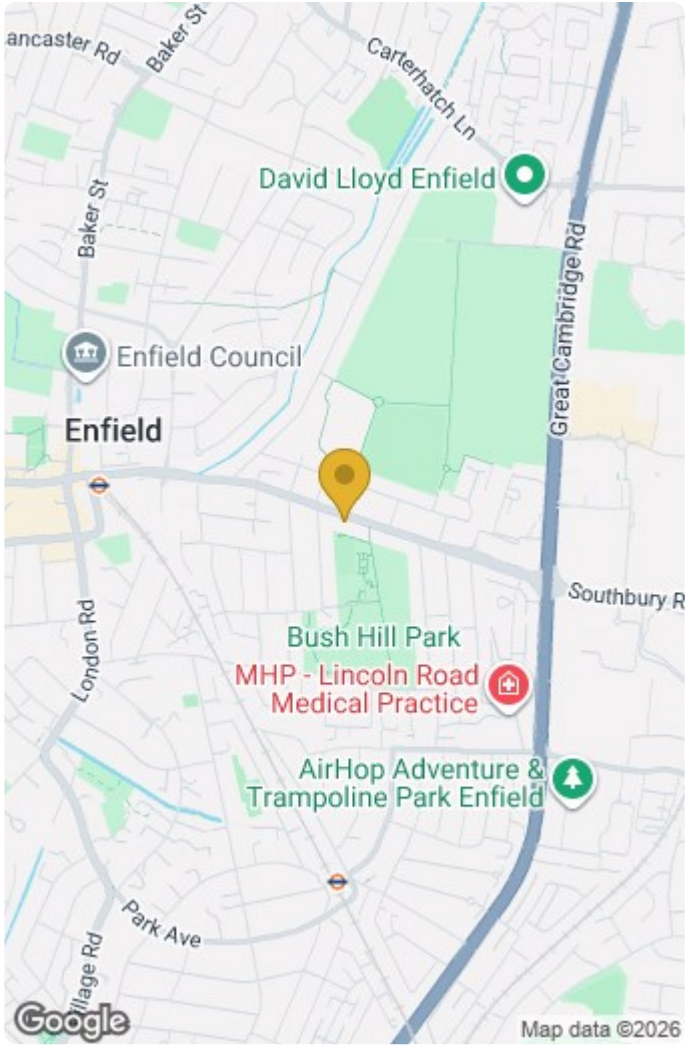 ancaster Rd
Baker St
Carterhatch Ln
David Lloyd Enfield
Baker St
Great Cambridge Rd
Enfield Council
Enfield
Southbury R
London Rd
Bush Hill Park
MHP - Lincoln Road
Medical Practice
AirHop Adventure &
Trampoline Park Enfield
Park Ave
illage Rd
Google
Map data ©2026